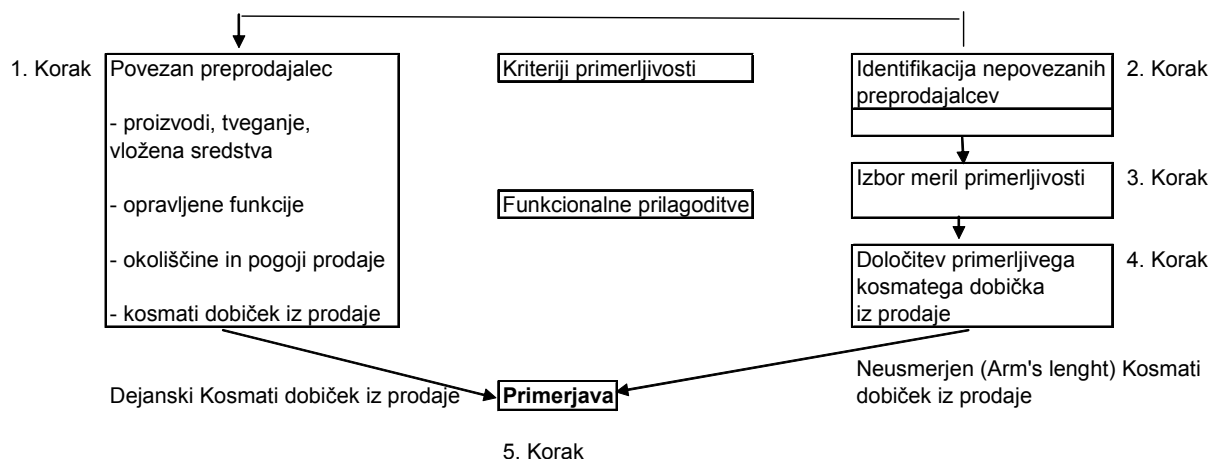 1. Korak
Povezan preprodajalec
- proizvodi, tveganje,
vložena sredstva
- opravljene funkcije
- okoliščine in pogoji prodaje
- kosmati dobiček iz prodaje
Kriteriji primerljivosti
Funkcionalne prilagoditve
Identifikacija nepovezanih
preprodajalcev
2. Korak
Izbor meril primerljivosti
3. Korak
Določitev primerljivega
kosmatega dobička
iz prodaje
4. Korak
Dejanski Kosmati dobiček iz prodaje
Primerjava
Neusmerjen (Arm's lenght) Kosmati
dobiček iz prodaje
5. Korak